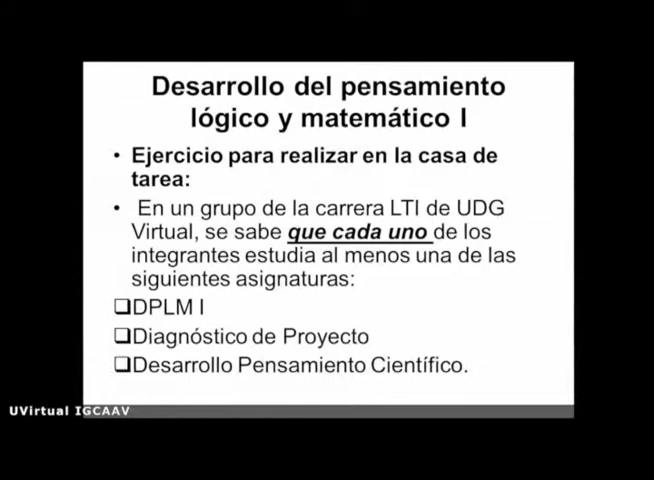 Desarrollo del pensamiento
lógico y matemático I
• Ejercicio para realizar en la casa de
tarea:
• En un grupo de la carrera LTI de UDG
Virtual, se sabe que cada uno de los
integrantes estudia al menos una de las
siguientes asignaturas:
❑DPLM I
❑Diagnóstico de Proyecto
❑Desarrollo Pensamiento Científico.
UVirtual IGCAAV